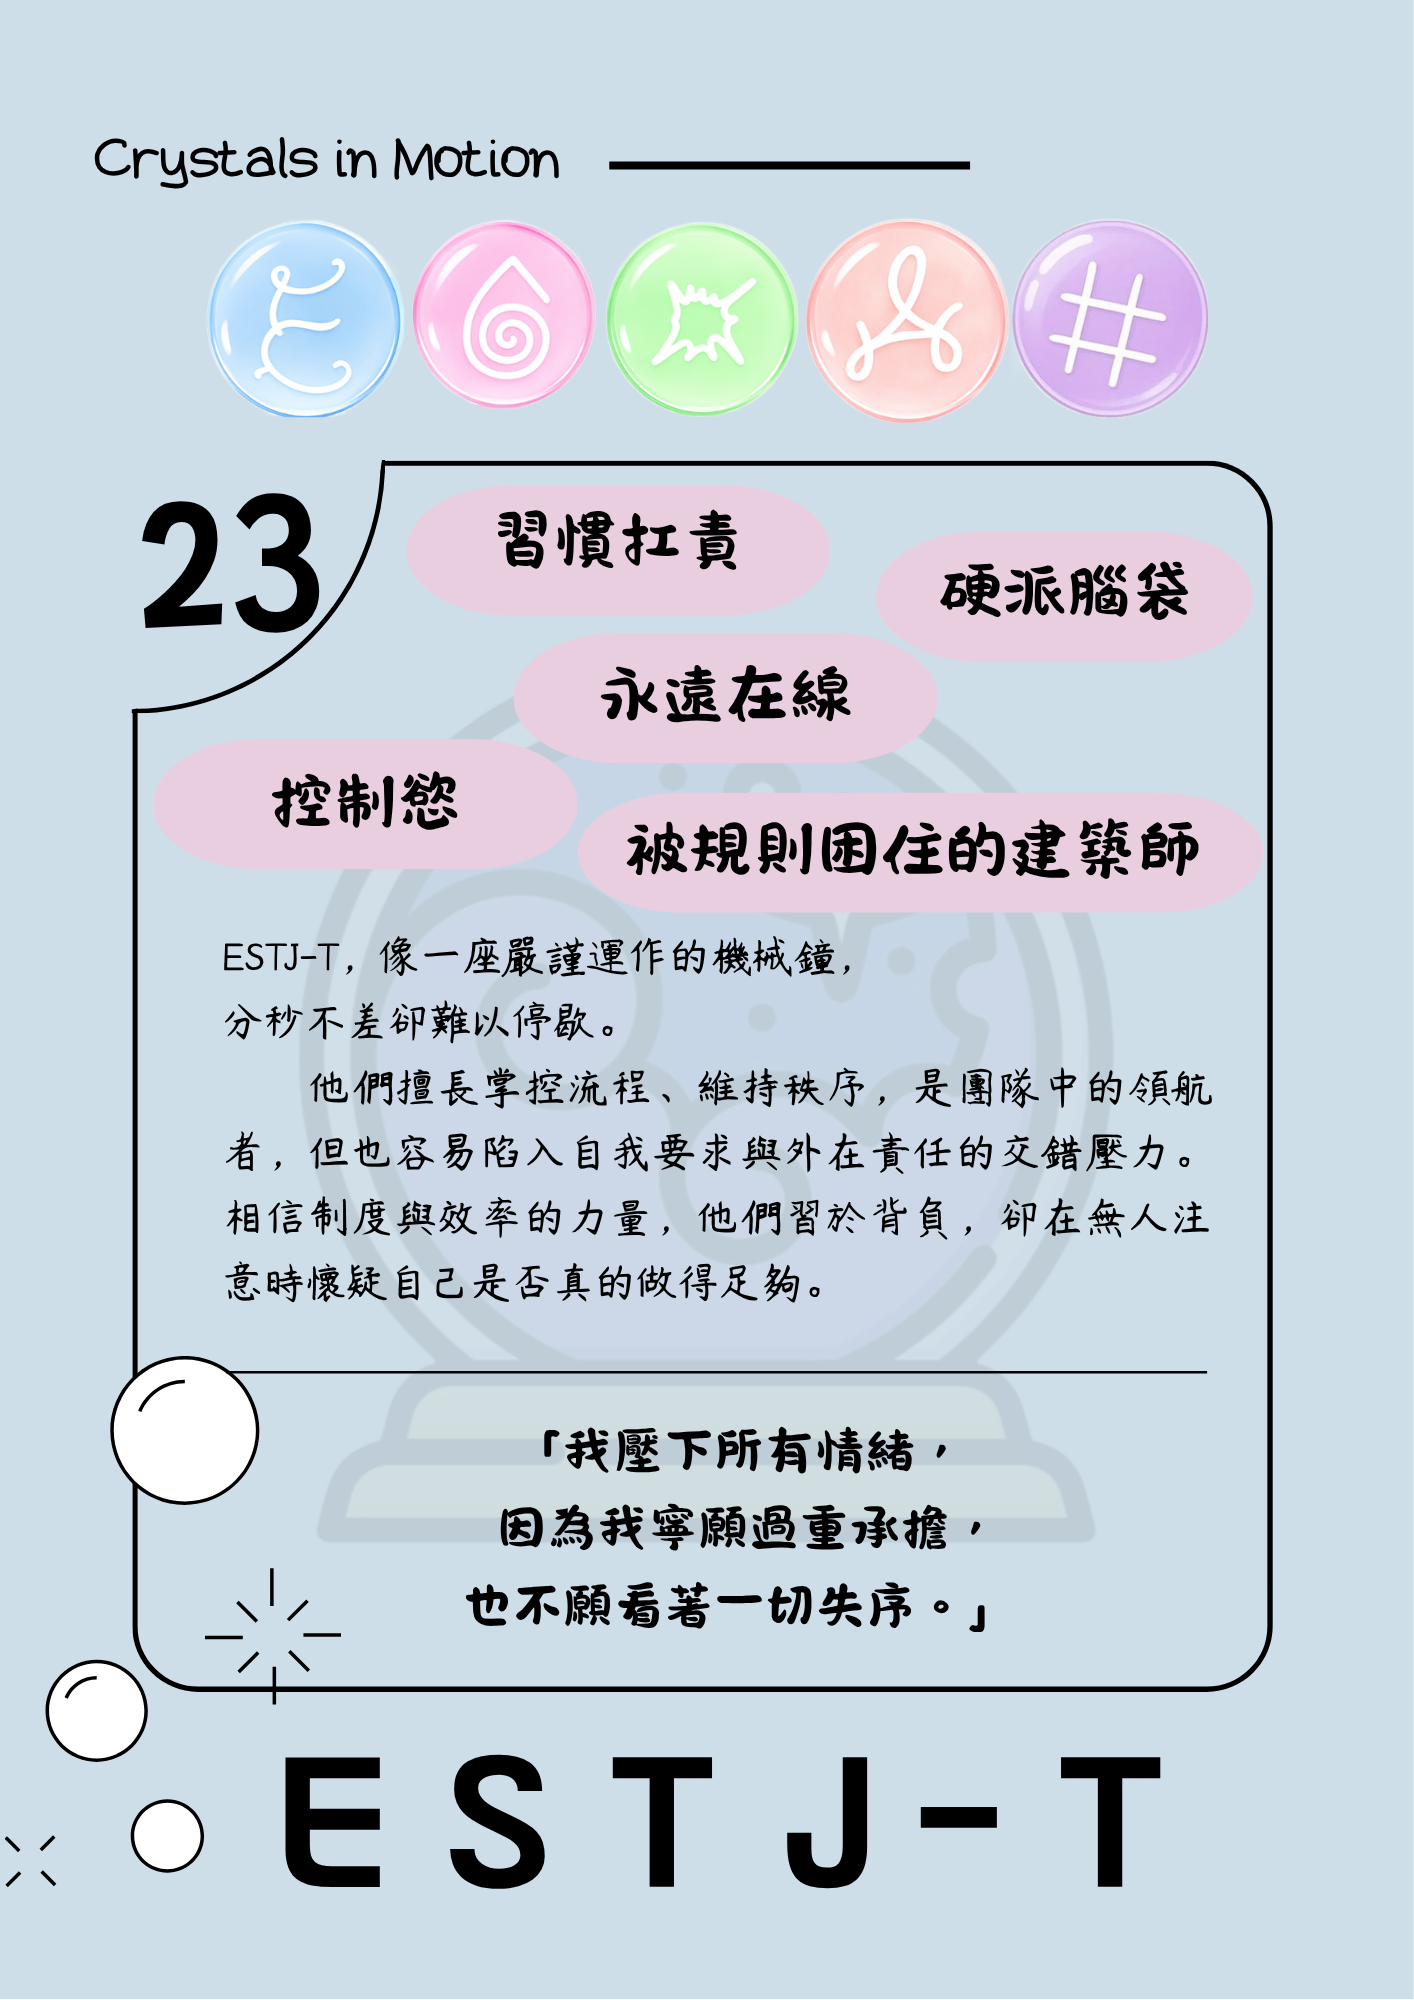 Crystals in Motion
23
習慣扛責
硬派腦袋
永遠在線
控制慾
被規則困住的建築師
ESTJ-T，像一座嚴謹運作的機械鐘，
分秒不差卻難以停歇。
他們擅長掌控流程、維持秩序，是團隊中的領航
者，但也容易陷入自我要求與外在責任的交錯壓力。
相信制度與效率的力量，他們習於背負，卻在無人注
意時懷疑自己是否真的做得足夠。
「我壓下所有情緒，
因為我寧願過重承擔，
也不願看著一切失序。」
ESTJ-T